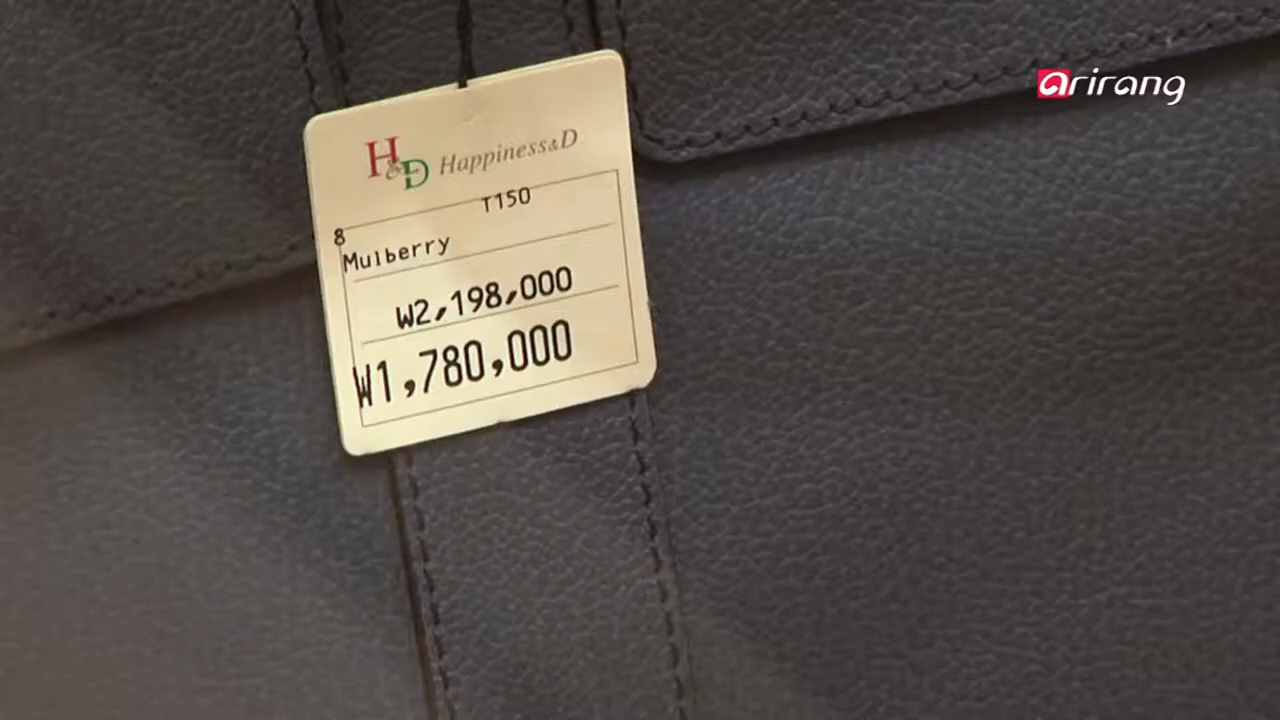 arirang
H&D Happiness&D
T150
8
Mulberry
W2,198,000
W1,780,000